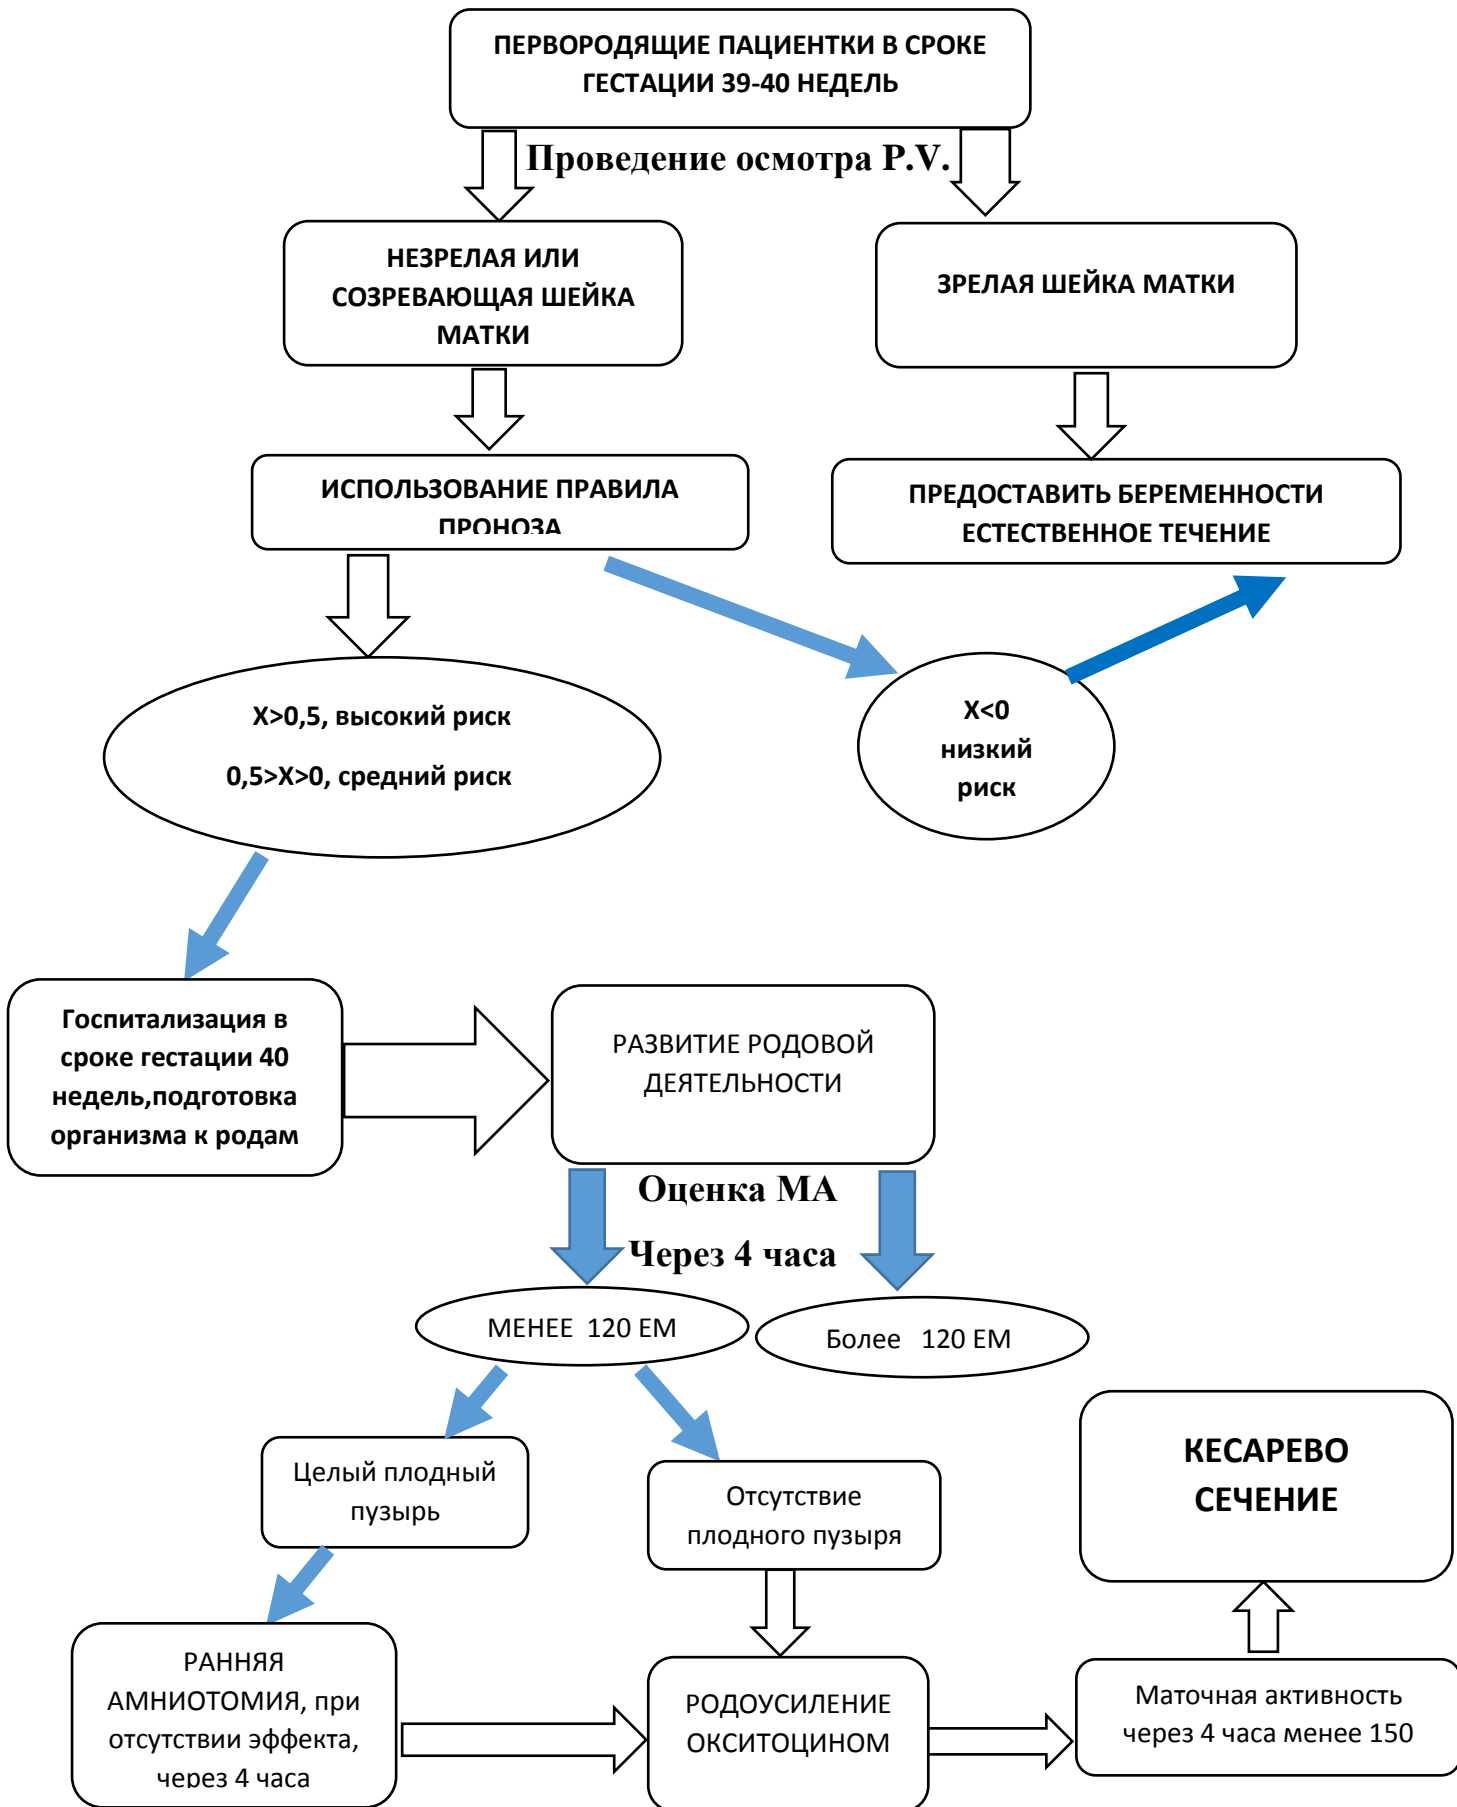 ПЕРВОРОДЯЩИЕ ПАЦИЕНТКИ В СРОКЕ
ГЕСТАЦИИ 39-40 НЕДЕЛЬ
Проведение осмотра P.V.
НЕЗРЕЛАЯ ИЛИ
СОЗРЕВАЮЩАЯ ШЕЙКА
МАТКИ
ЗРЕЛАЯ ШЕЙКА МАТКИ
ИСПОЛЬЗОВАНИЕ ПРАВИЛА
ПРОНОЗА
ПРЕДОСТАВИТЬ БЕРЕМЕННОСТИ
ЕСТЕСТВЕННОЕ ТЕЧЕНИЕ
X>0,5, высокий риск
0,5>X>0, средний риск
X<0
низкий
риск
Госпитализация в
сроке гестации 40
недель,подготовка
организма к родам
РАЗВИТИЕ РОДОВОЙ
ДЕЯТЕЛЬНОСТИ
Оценка МА
Через 4 часа
МЕНЕЕ 120 ЕМ
Более 120 ЕМ
Целый плодный
пузырь
Отсутствие
плодного пузыря
КЕСАРЕВО
СЕЧЕНИЕ
РАННЯЯ
АМНИОТОМИЯ, при
отсутствии эффекта,
через 4 часа
РОДОУСИЛЕНИЕ
ОКСИТОЦИНОМ
Маточная активность
через 4 часа менее 150